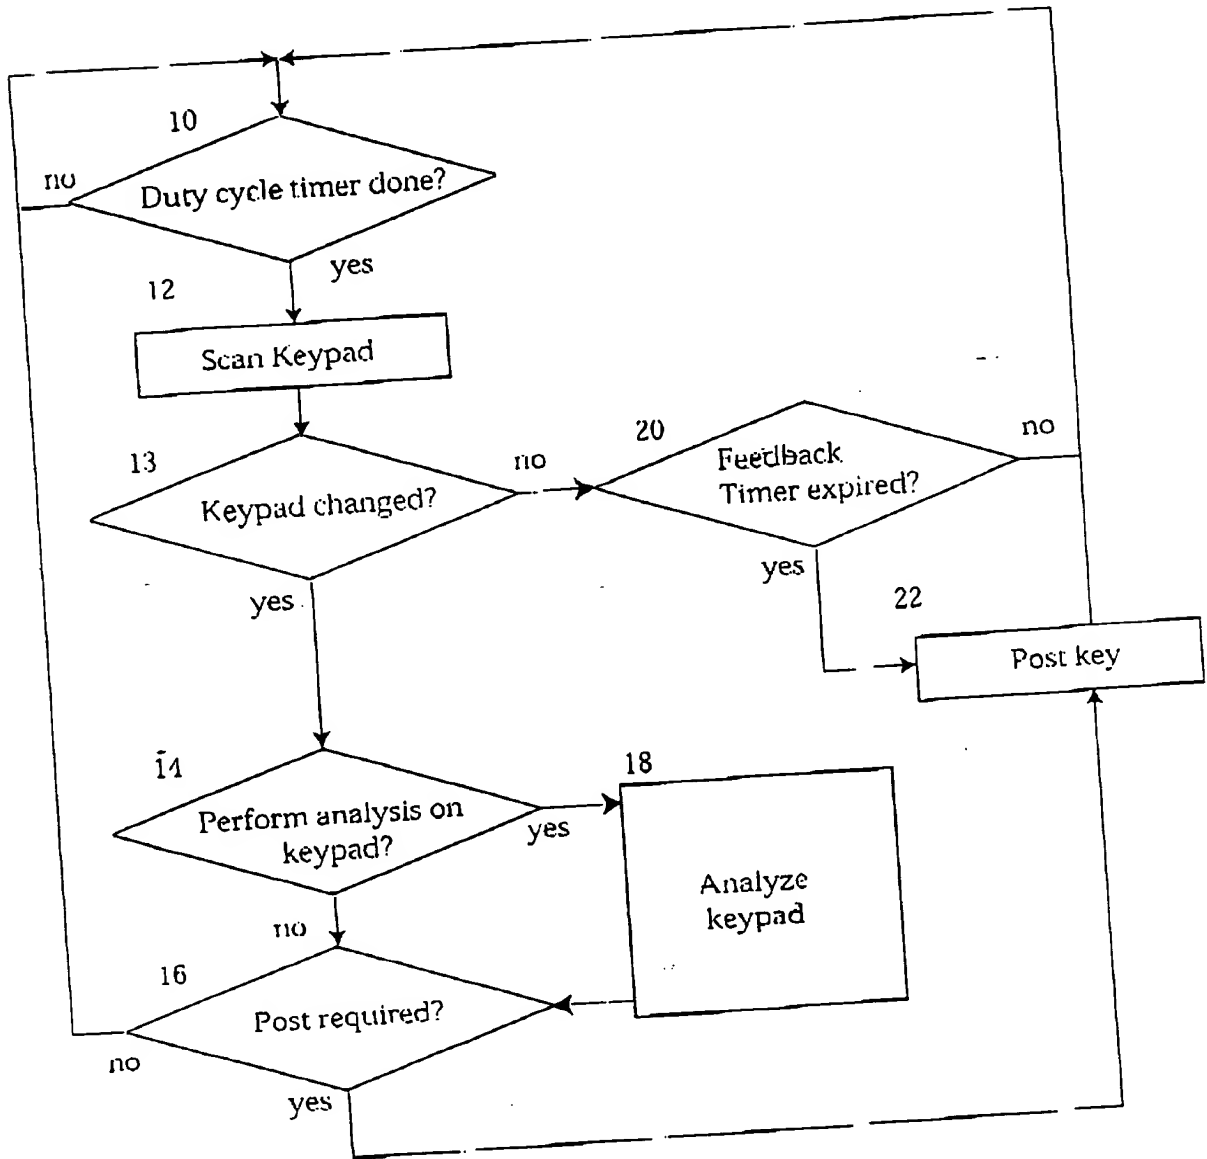 10
no
Duty cycle timer done?
yes
12
Scan Keypad
13
Keypad changed?
no
yes
20
Feedback
Timer expired?
no
yes
22
Post key
14
Perform analysis on
keypad?
yes
no
18
Analyze
keypad
16
Post required?
no
yes